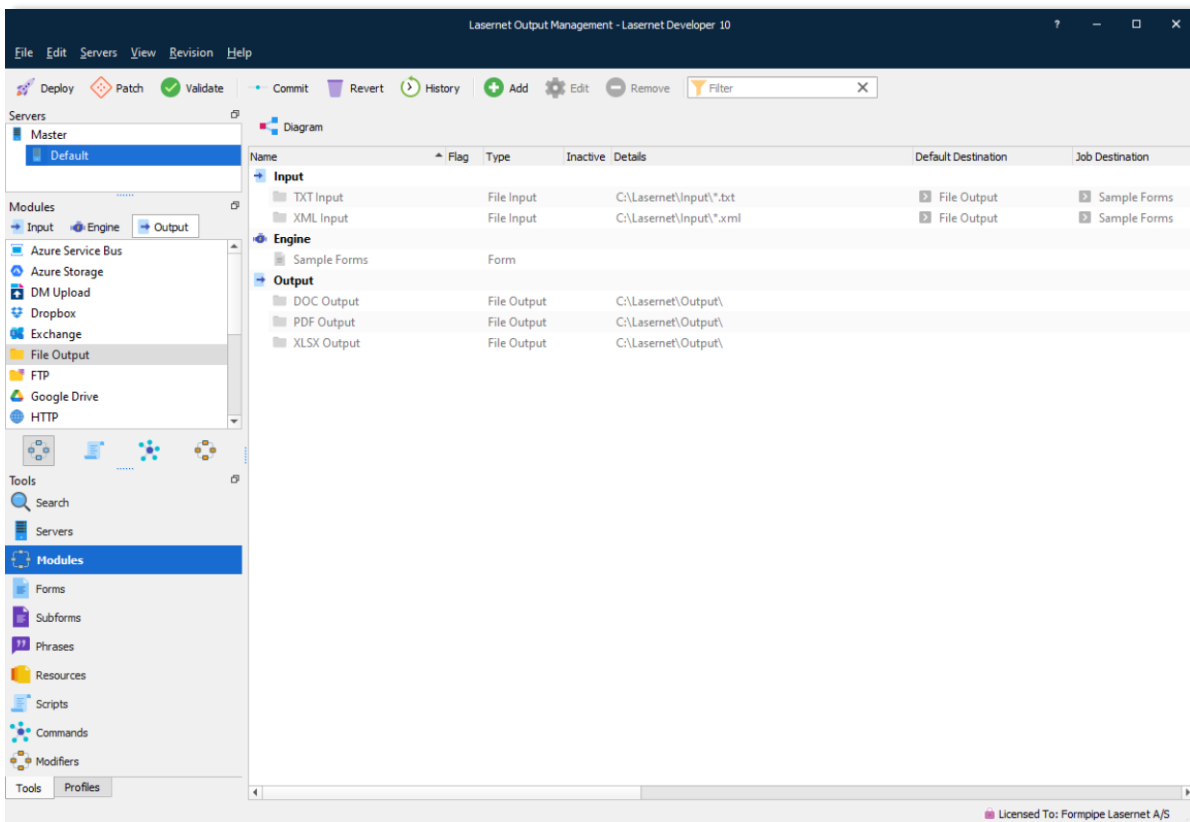 Lasernet Output Management - Lasernet Developer 10
File Edit Servers View Revision Help
Deploy Patch Validate Commit Revert History Add Edit Remove Filter
Servers
Master
Default
Modules
Input Engine Output
Azure Service Bus
Azure Storage
DM Upload
Dropbox
Exchange
File Output
FTP
Google Drive
HTTP
Tools
Search
Servers
Modules
Forms
Subforms
Phrases
Resources
Scripts
Commands
Modifiers
Tools Profiles
Diagram
Name Flag Type Inactive Details Default Destination Job Destination
Input
TXT Input File Input C:\Lasernet\Input\*.txt File Output Sample Forms
XML Input File Input C:\Lasernet\Input\*.xml File Output Sample Forms
Engine
Sample Forms Form
Output
DOC Output File Output C:\Lasernet\Output\
PDF Output File Output C:\Lasernet\Output\
XLSX Output File Output C:\Lasernet\Output\
Licensed To: Formpipe Lasernet A/S